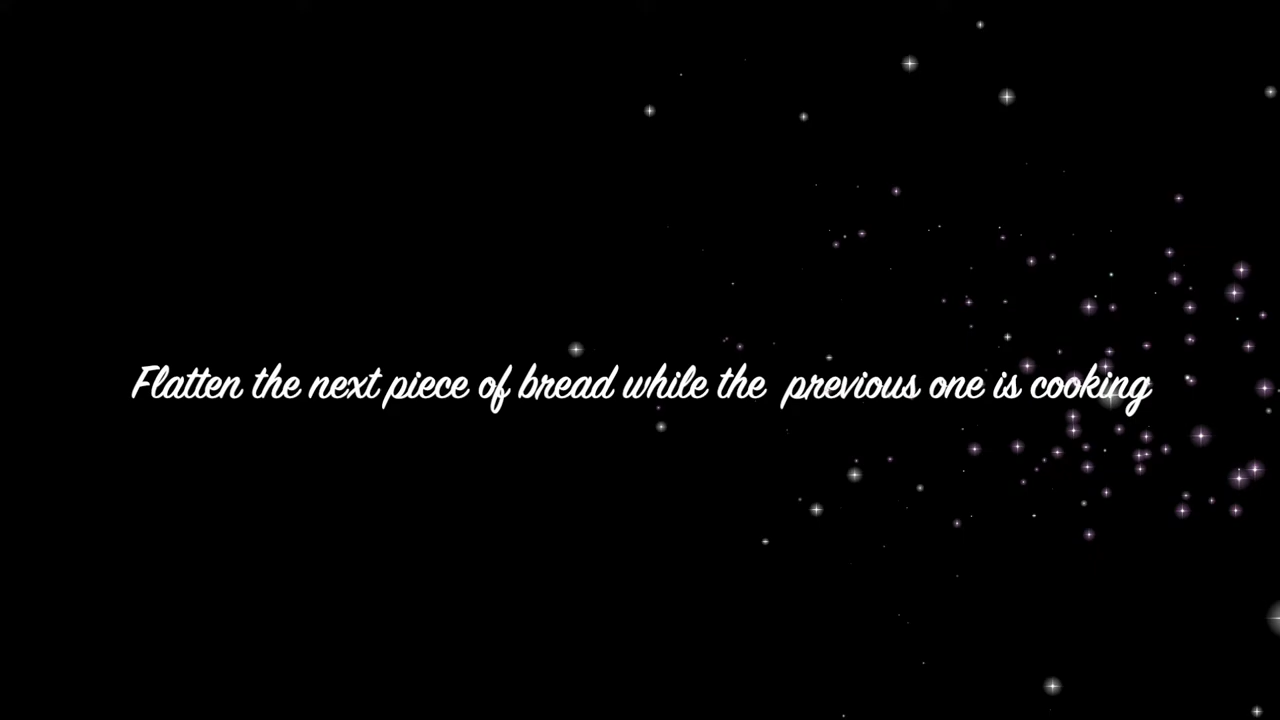 Flatten the next piece of bread while the  previous one is cooking